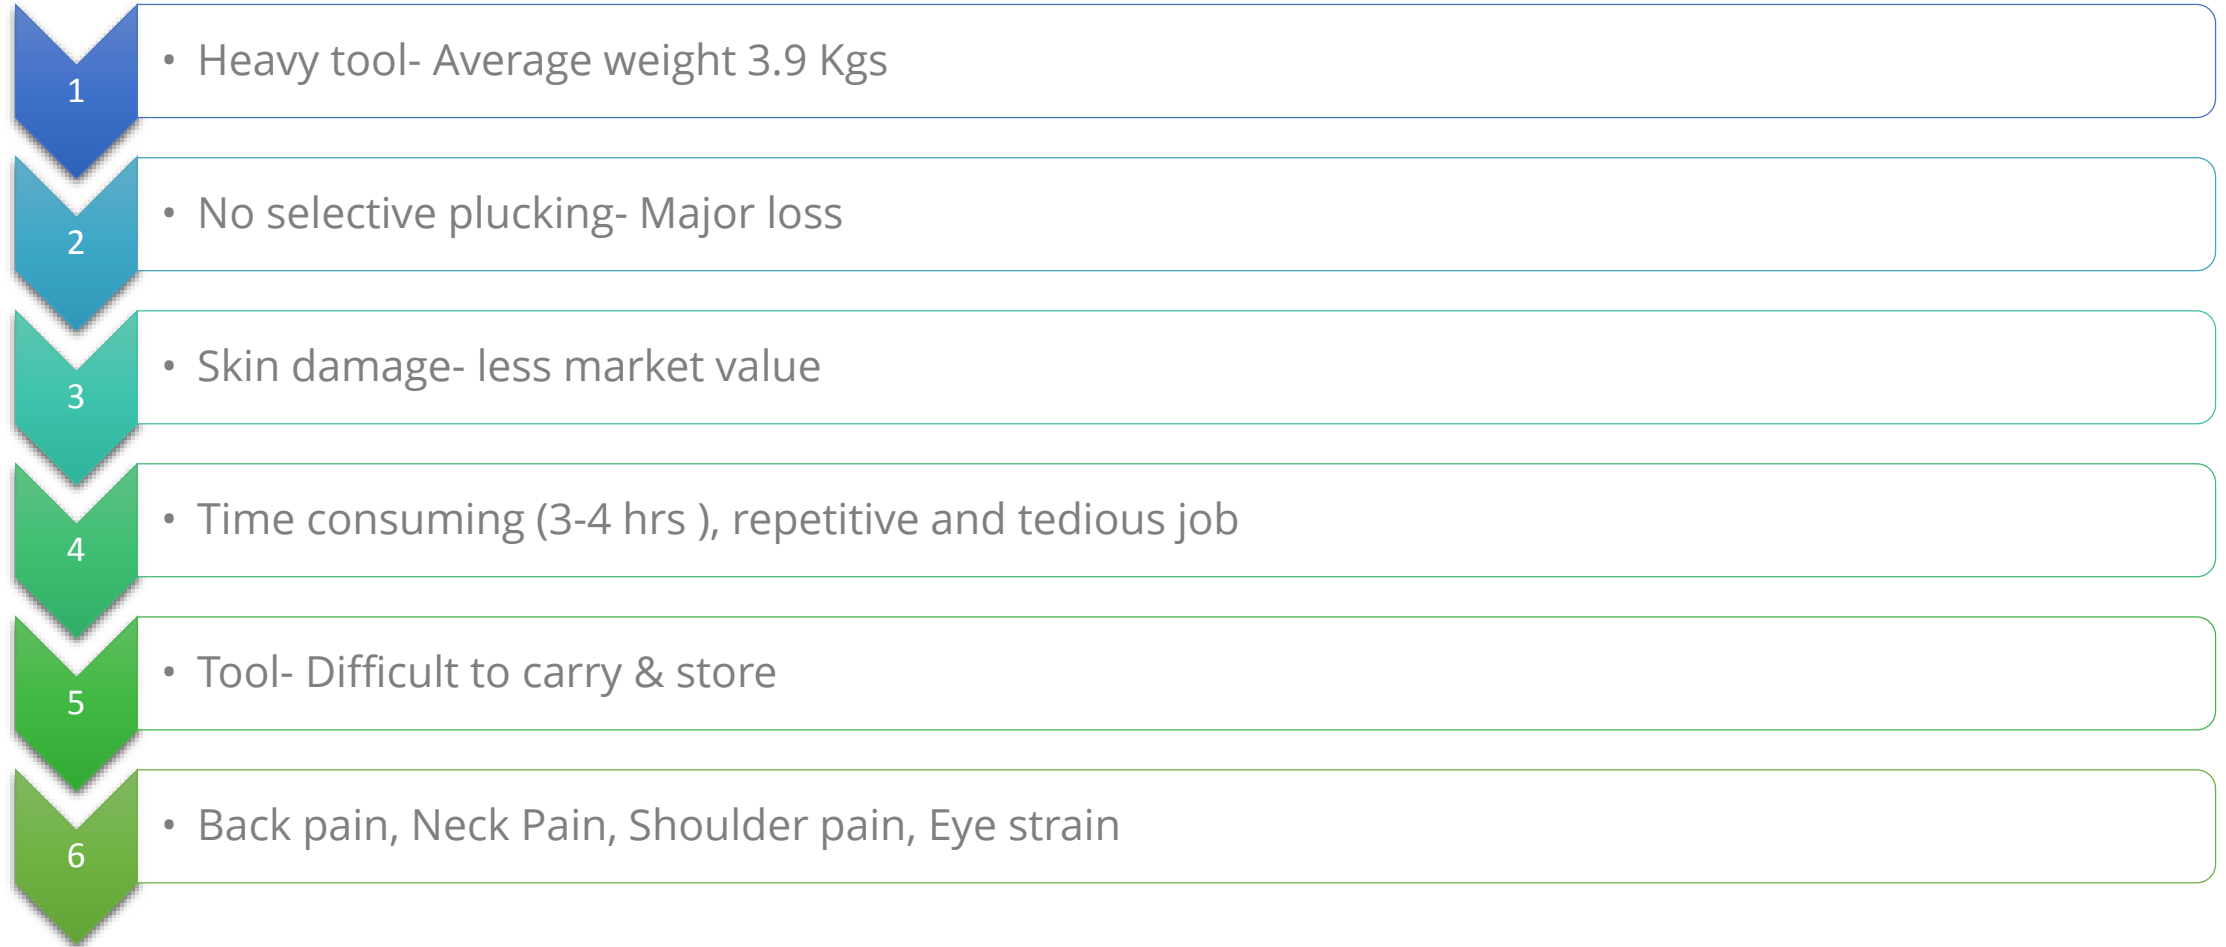 1
• Heavy tool- Average weight 3.9 Kgs
2
• No selective plucking- Major loss
3
• Skin damage- less market value
4
• Time consuming (3-4 hrs ), repetitive and tedious job
5
• Tool- Difficult to carry & store
6
• Back pain, Neck Pain, Shoulder pain, Eye strain